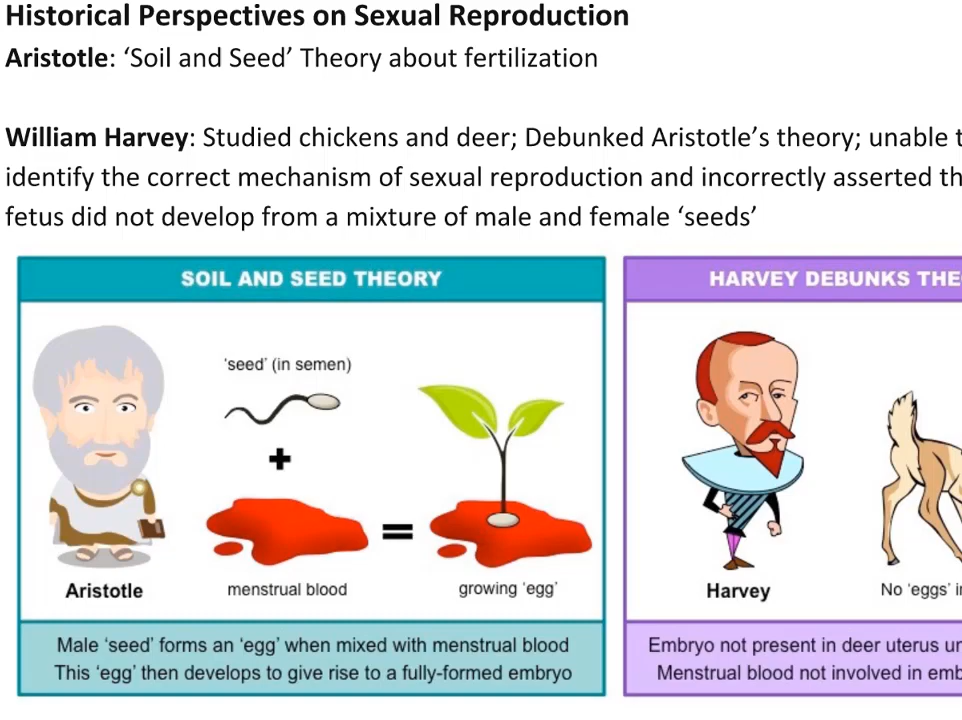 Historical Perspectives on Sexual Reproduction
Aristotle: ‘Soil and Seed’ Theory about fertilization
William Harvey: Studied chickens and deer; Debunked Aristotle’s theory; unable
identify the correct mechanism of sexual reproduction and incorrectly asserted
fetus did not develop from a mixture of male and female ‘seeds’
SOIL AND SEED THEORY
‘seed’ (in semen)
+
=
Aristotle
menstrual blood
growing ‘egg’
Male ‘seed’ forms an ‘egg’ when mixed with menstrual blood
This ‘egg’ then develops to give rise to a fully-formed embryo
HARVEY DEBUNKS
Harvey
No ‘eggs’
Embryo not present in deer uterus
Menstrual blood not involved in